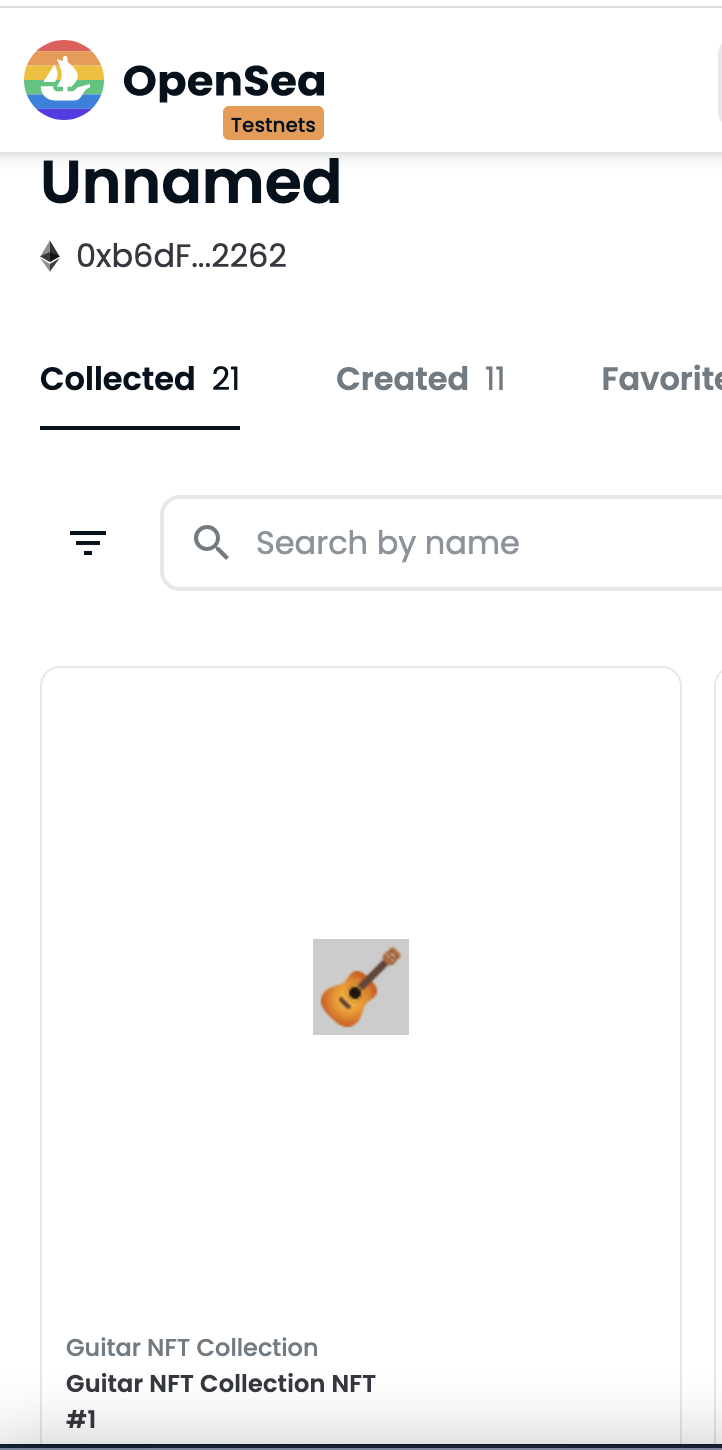 OpenSea
Testnets
Unnamed
0xb6dF...2262
Collected 21 Created 11 Favorite
Search by name
Guitar NFT Collection
Guitar NFT Collection NFT
#1